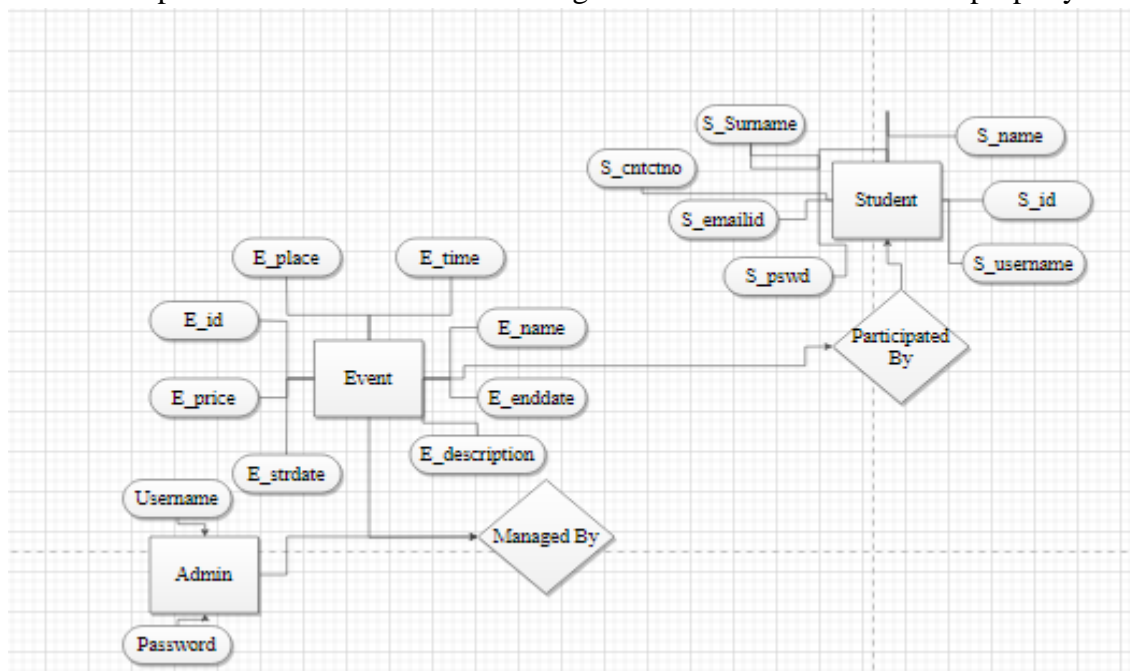 S_Surname
S_name
S_cntctno
Student
S_id
S_emailid
S_username
S_pswd
E_place
E_time
E_id
E_name
Participated
By
Event
E_price
E_enddate
E_description
E_strdate
Username
Managed By
Admin
Password